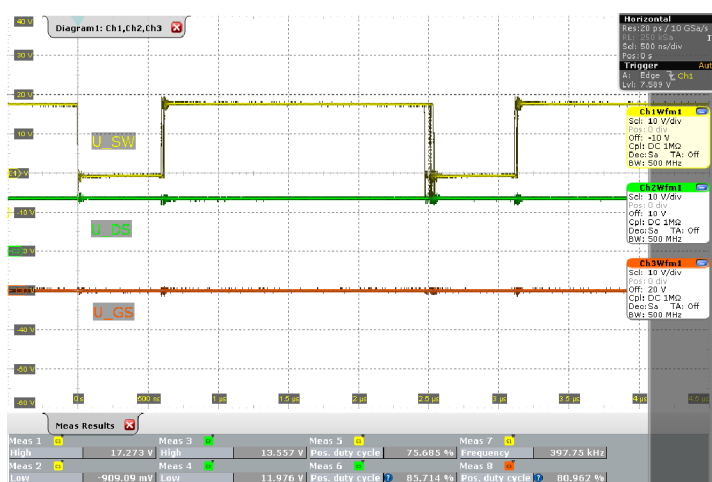 40 V
Diagram1: Ch1,Ch2,Ch3
30 V
20 V
10 V
U_SW
-10 V
U_DS
U_GS
-40 V
-50 V
-60 V
0 s
500 ns
1 µs
1.5 µs
2 µs
2.5 µs
3 µs
3.5 µs
4 µs
4.5 µs
Horizontal
Res:20 ps / 10 GSa/s
RL: 250 kSa
Scl: 500 ns/div
Pos:0 s
Trigger Aut
A: Edge Ch1
Lvl: 7.589 V
Ch1Wfm1
Scl: 10 V/div
Pos: 0 div
Off: -10 V
Cpl: DC 1MΩ
Dec:Sa TA: Off
BW: 500 MHz
Ch2Wfm1
Scl: 10 V/div
Pos: 0 div
Off: 10 V
Cpl: DC 1MΩ
Dec:Sa TA: Off
BW: 500 MHz
Ch3Wfm1
Scl: 10 V/div
Pos: 0 div
Off: 20 V
Cpl: DC 1MΩ
Dec:Sa TA: Off
BW: 500 MHz
Meas Results
Meas 1 Meas 3 Meas 5 Meas 7
High 17.273 V High 13.557 V Pos. duty cycle 75.685 % Frequency 397.75 kHz
Meas 2 Meas 4 Meas 6 Meas 8
Low -909.09 mV Low 11.976 V Pos. duty cycle 85.714 % Pos. duty cycle 80.962 %